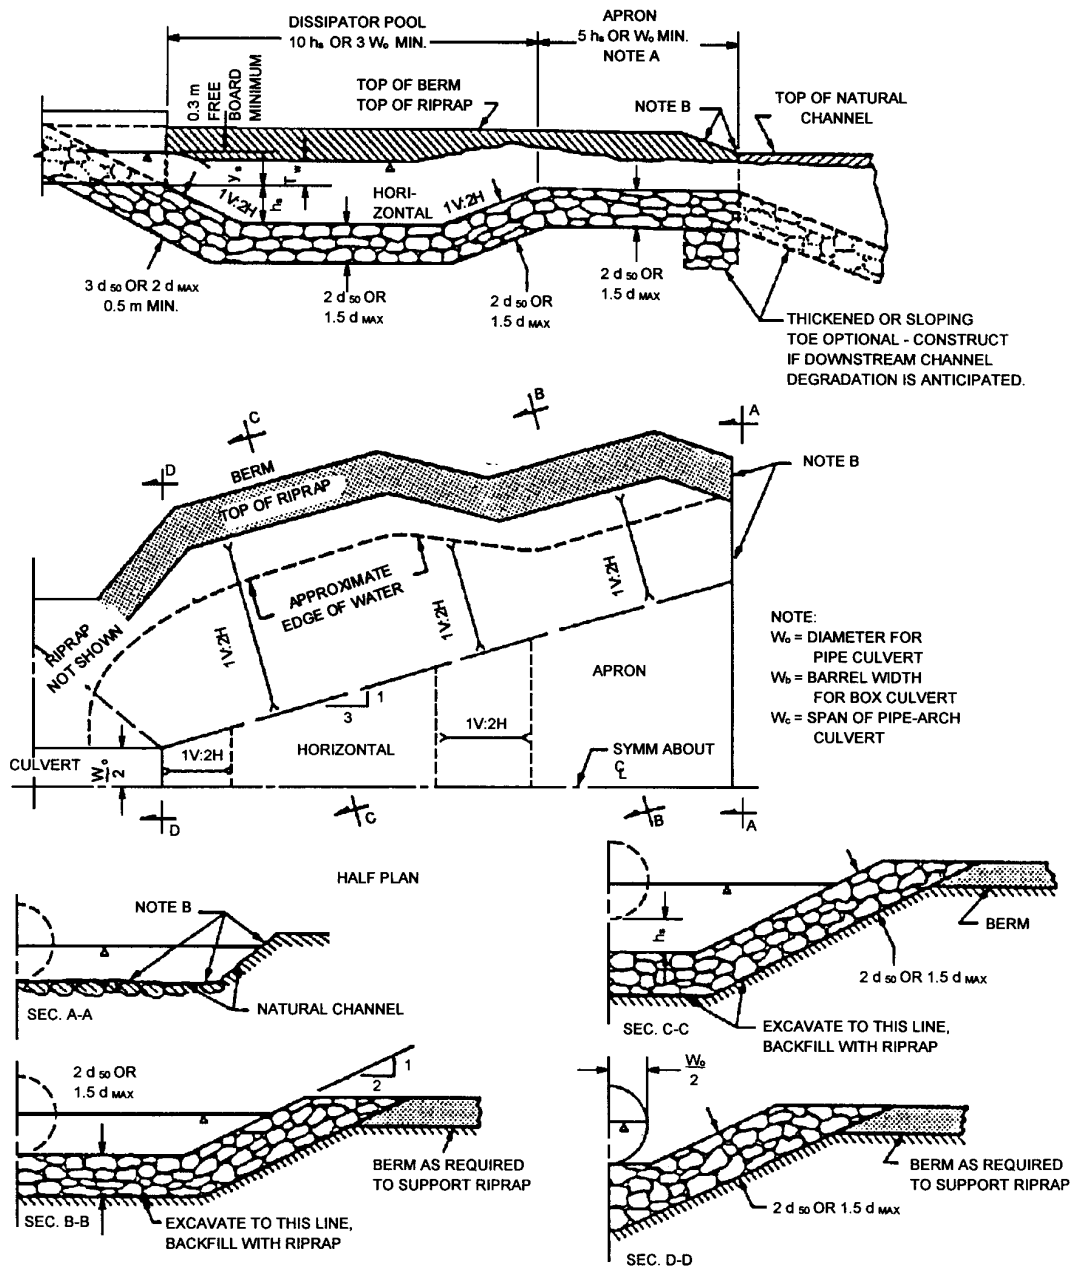 DISSIPATOR POOL
10 hs OR 3 Wo MIN.
APRON
5 hs OR Wo MIN.
NOTE A
0.3 m
FREE
BOARD
MINIMUM
TOP OF BERM
TOP OF RIPRAP
NOTE B
TOP OF NATURAL
CHANNEL
1V:2H
hs
Tw
HORI-
ZONTAL
1V:2H
3 d50 OR 2 dMAX
0.5 m MIN.
2 d50 OR
1.5 dMAX
2 d50 OR
1.5 dMAX
2 d50 OR
1.5 dMAX
THICKENED OR SLOPING
TOE OPTIONAL - CONSTRUCT
IF DOWNSTREAM CHANNEL
DEGRADATION IS ANTICIPATED.
D
C
B
A
BERM
TOP OF RIPRAP
NOTE B
RIPRAP
NOT SHOWN
APPROXIMATE
EDGE OF WATER
1V:2H
1V:2H
1V:2H
1
3
APRON
1V:2H
1V:2H
HORIZONTAL
CULVERT
Wo
2
SYMM ABOUT
℄
D
C
B
A
NOTE:
Wo = DIAMETER FOR
PIPE CULVERT
Wb = BARREL WIDTH
FOR BOX CULVERT
Wc = SPAN OF PIPE-ARCH
CULVERT
HALF PLAN
NOTE B
NATURAL CHANNEL
SEC. A-A
hs
BERM
2 d50 OR 1.5 dMAX
SEC. C-C
EXCAVATE TO THIS LINE,
BACKFILL WITH RIPRAP
2 d50 OR
1.5 dMAX
1
2
BERM AS REQUIRED
TO SUPPORT RIPRAP
SEC. B-B
EXCAVATE TO THIS LINE,
BACKFILL WITH RIPRAP
Wo
2
BERM AS REQUIRED
TO SUPPORT RIPRAP
2 d50 OR 1.5 dMAX
SEC. D-D